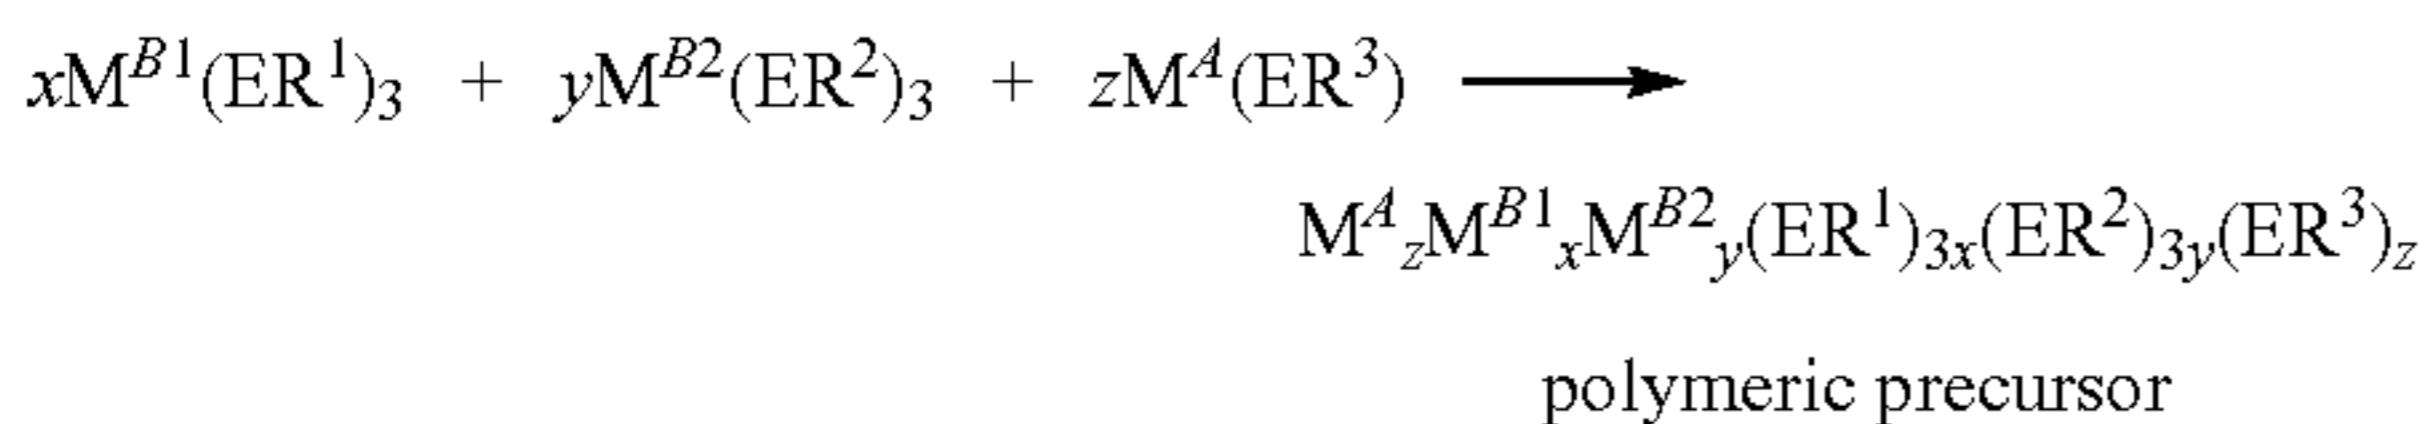 xM^{B1}(ER^1)_3 + yM^{B2}(ER^2)_3 + zM^A(ER^3) ⟶
M^A_zM^{B1}_xM^{B2}_y(ER^1)_{3x}(ER^2)_{3y}(ER^3)_z
polymeric precursor